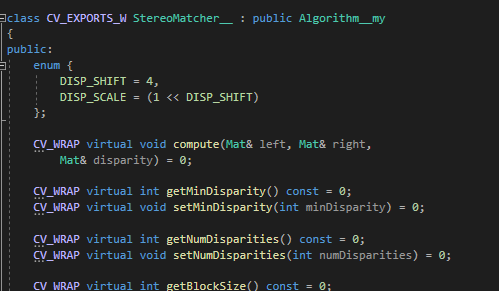 class CV_EXPORTS_W StereoMatcher__ : public Algorithm__my
{
public:
enum {
DISP_SHIFT = 4,
DISP_SCALE = (1 << DISP_SHIFT)
};
CV_WRAP virtual void compute(Mat& left, Mat& right,
Mat& disparity) = 0;
CV_WRAP virtual int getMinDisparity() const = 0;
CV_WRAP virtual void setMinDisparity(int minDisparity) = 0;
CV_WRAP virtual int getNumDisparities() const = 0;
CV_WRAP virtual void setNumDisparities(int numDisparities) = 0;
CV_WRAP virtual int getBlockSize() const = 0;